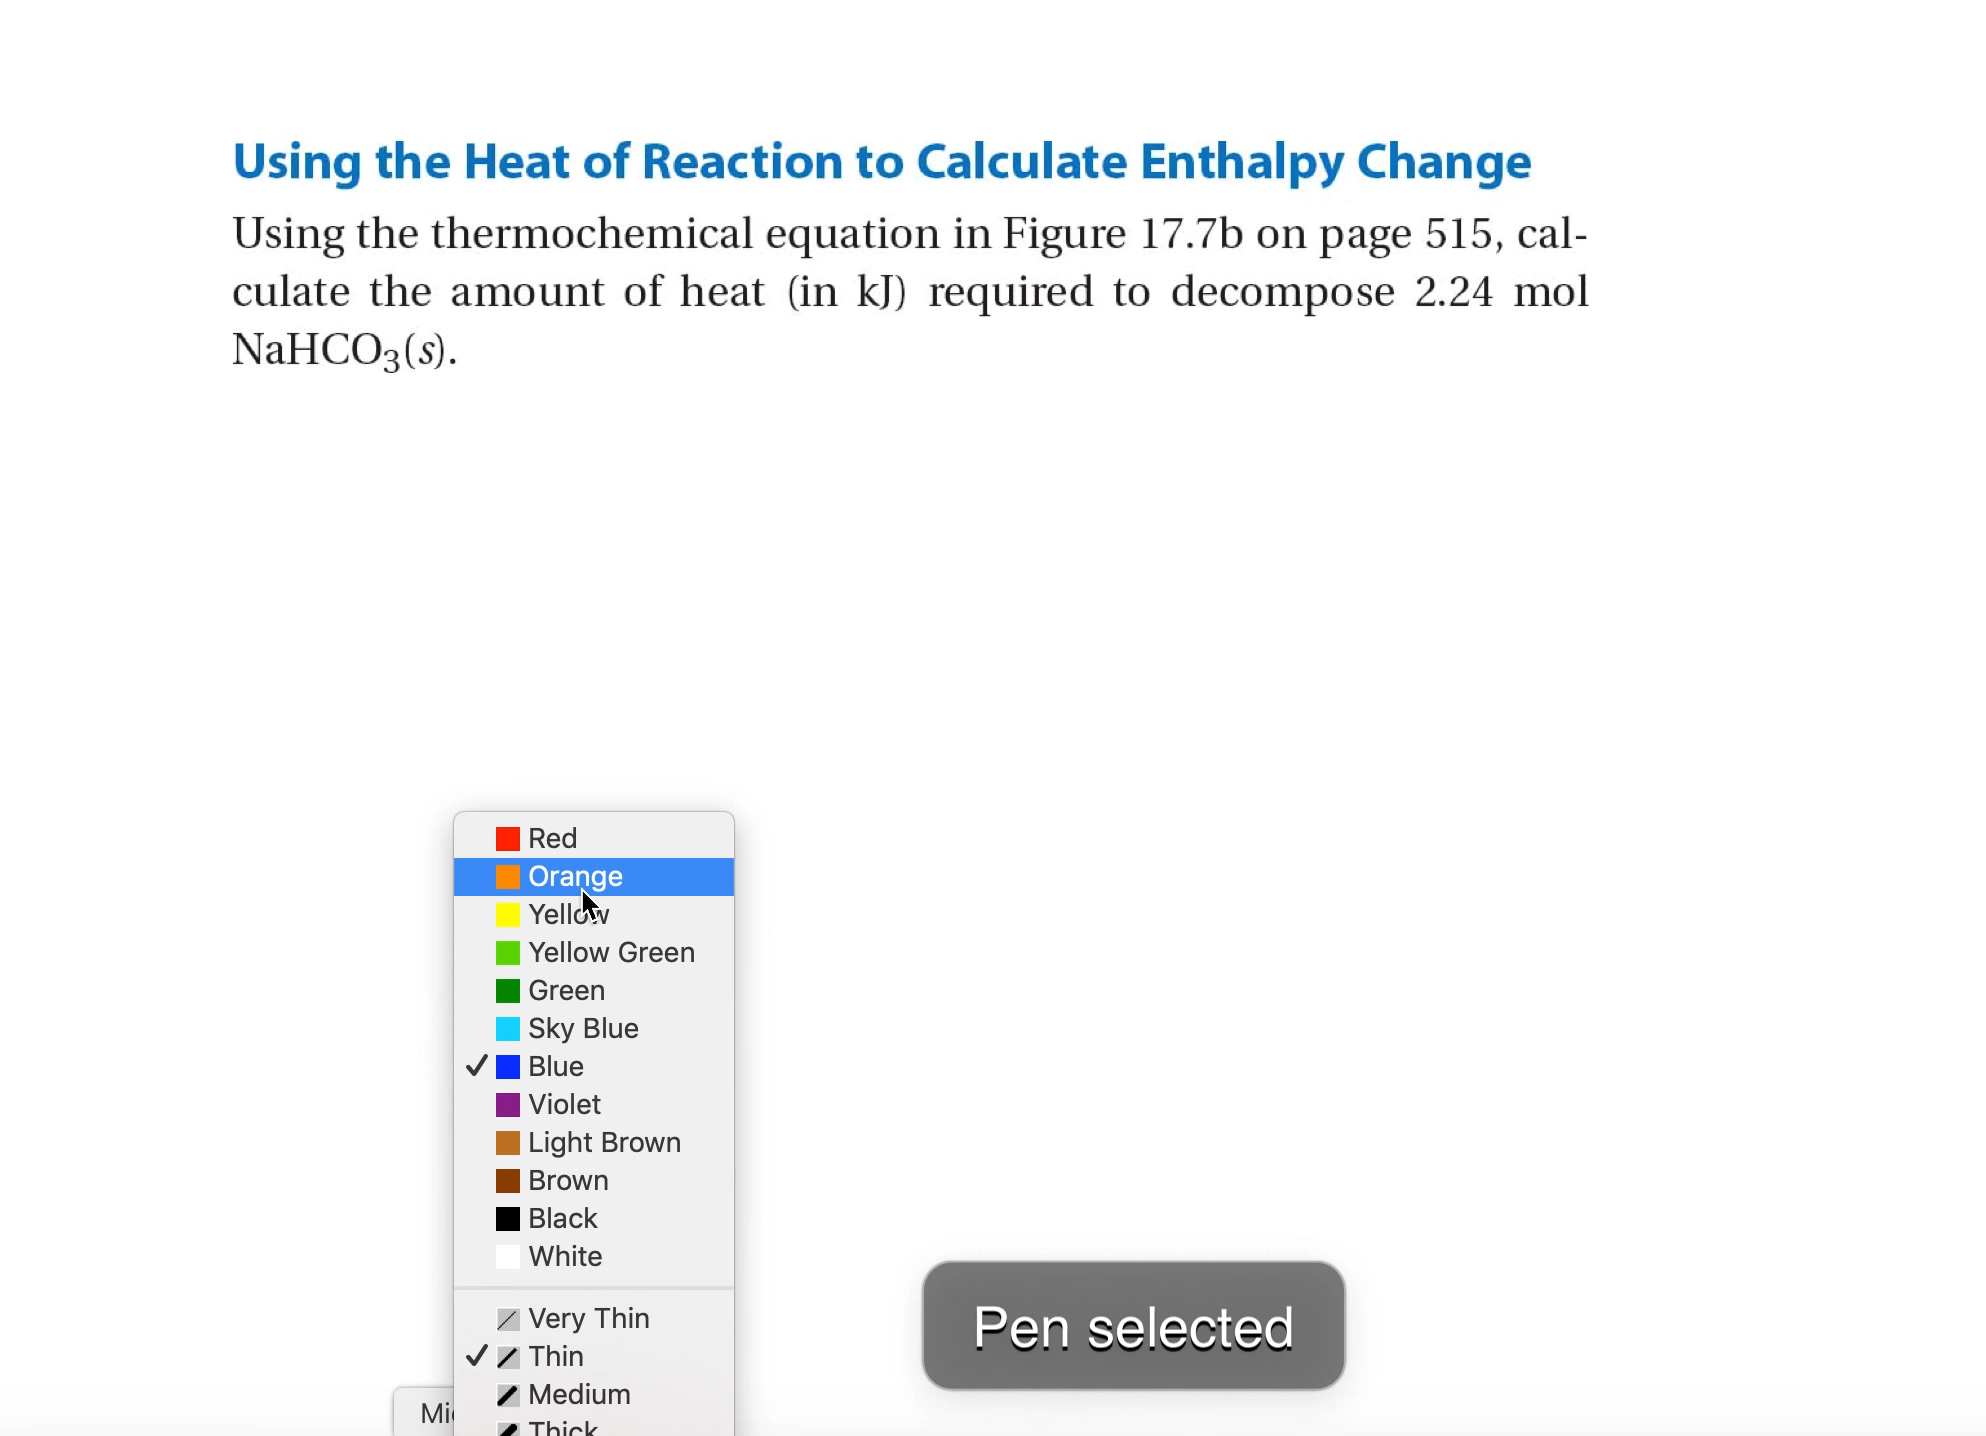 Using the Heat of Reaction to Calculate Enthalpy Change
Using the thermochemical equation in Figure 17.7b on page 515, cal-
culate the amount of heat (in kJ) required to decompose 2.24 mol
NaHCO₃(s).
Red
Orange
Yellow
Yellow Green
Green
Sky Blue
Blue
Violet
Light Brown
Brown
Black
White
Very Thin
Thin
Medium
Thick
Pen selected